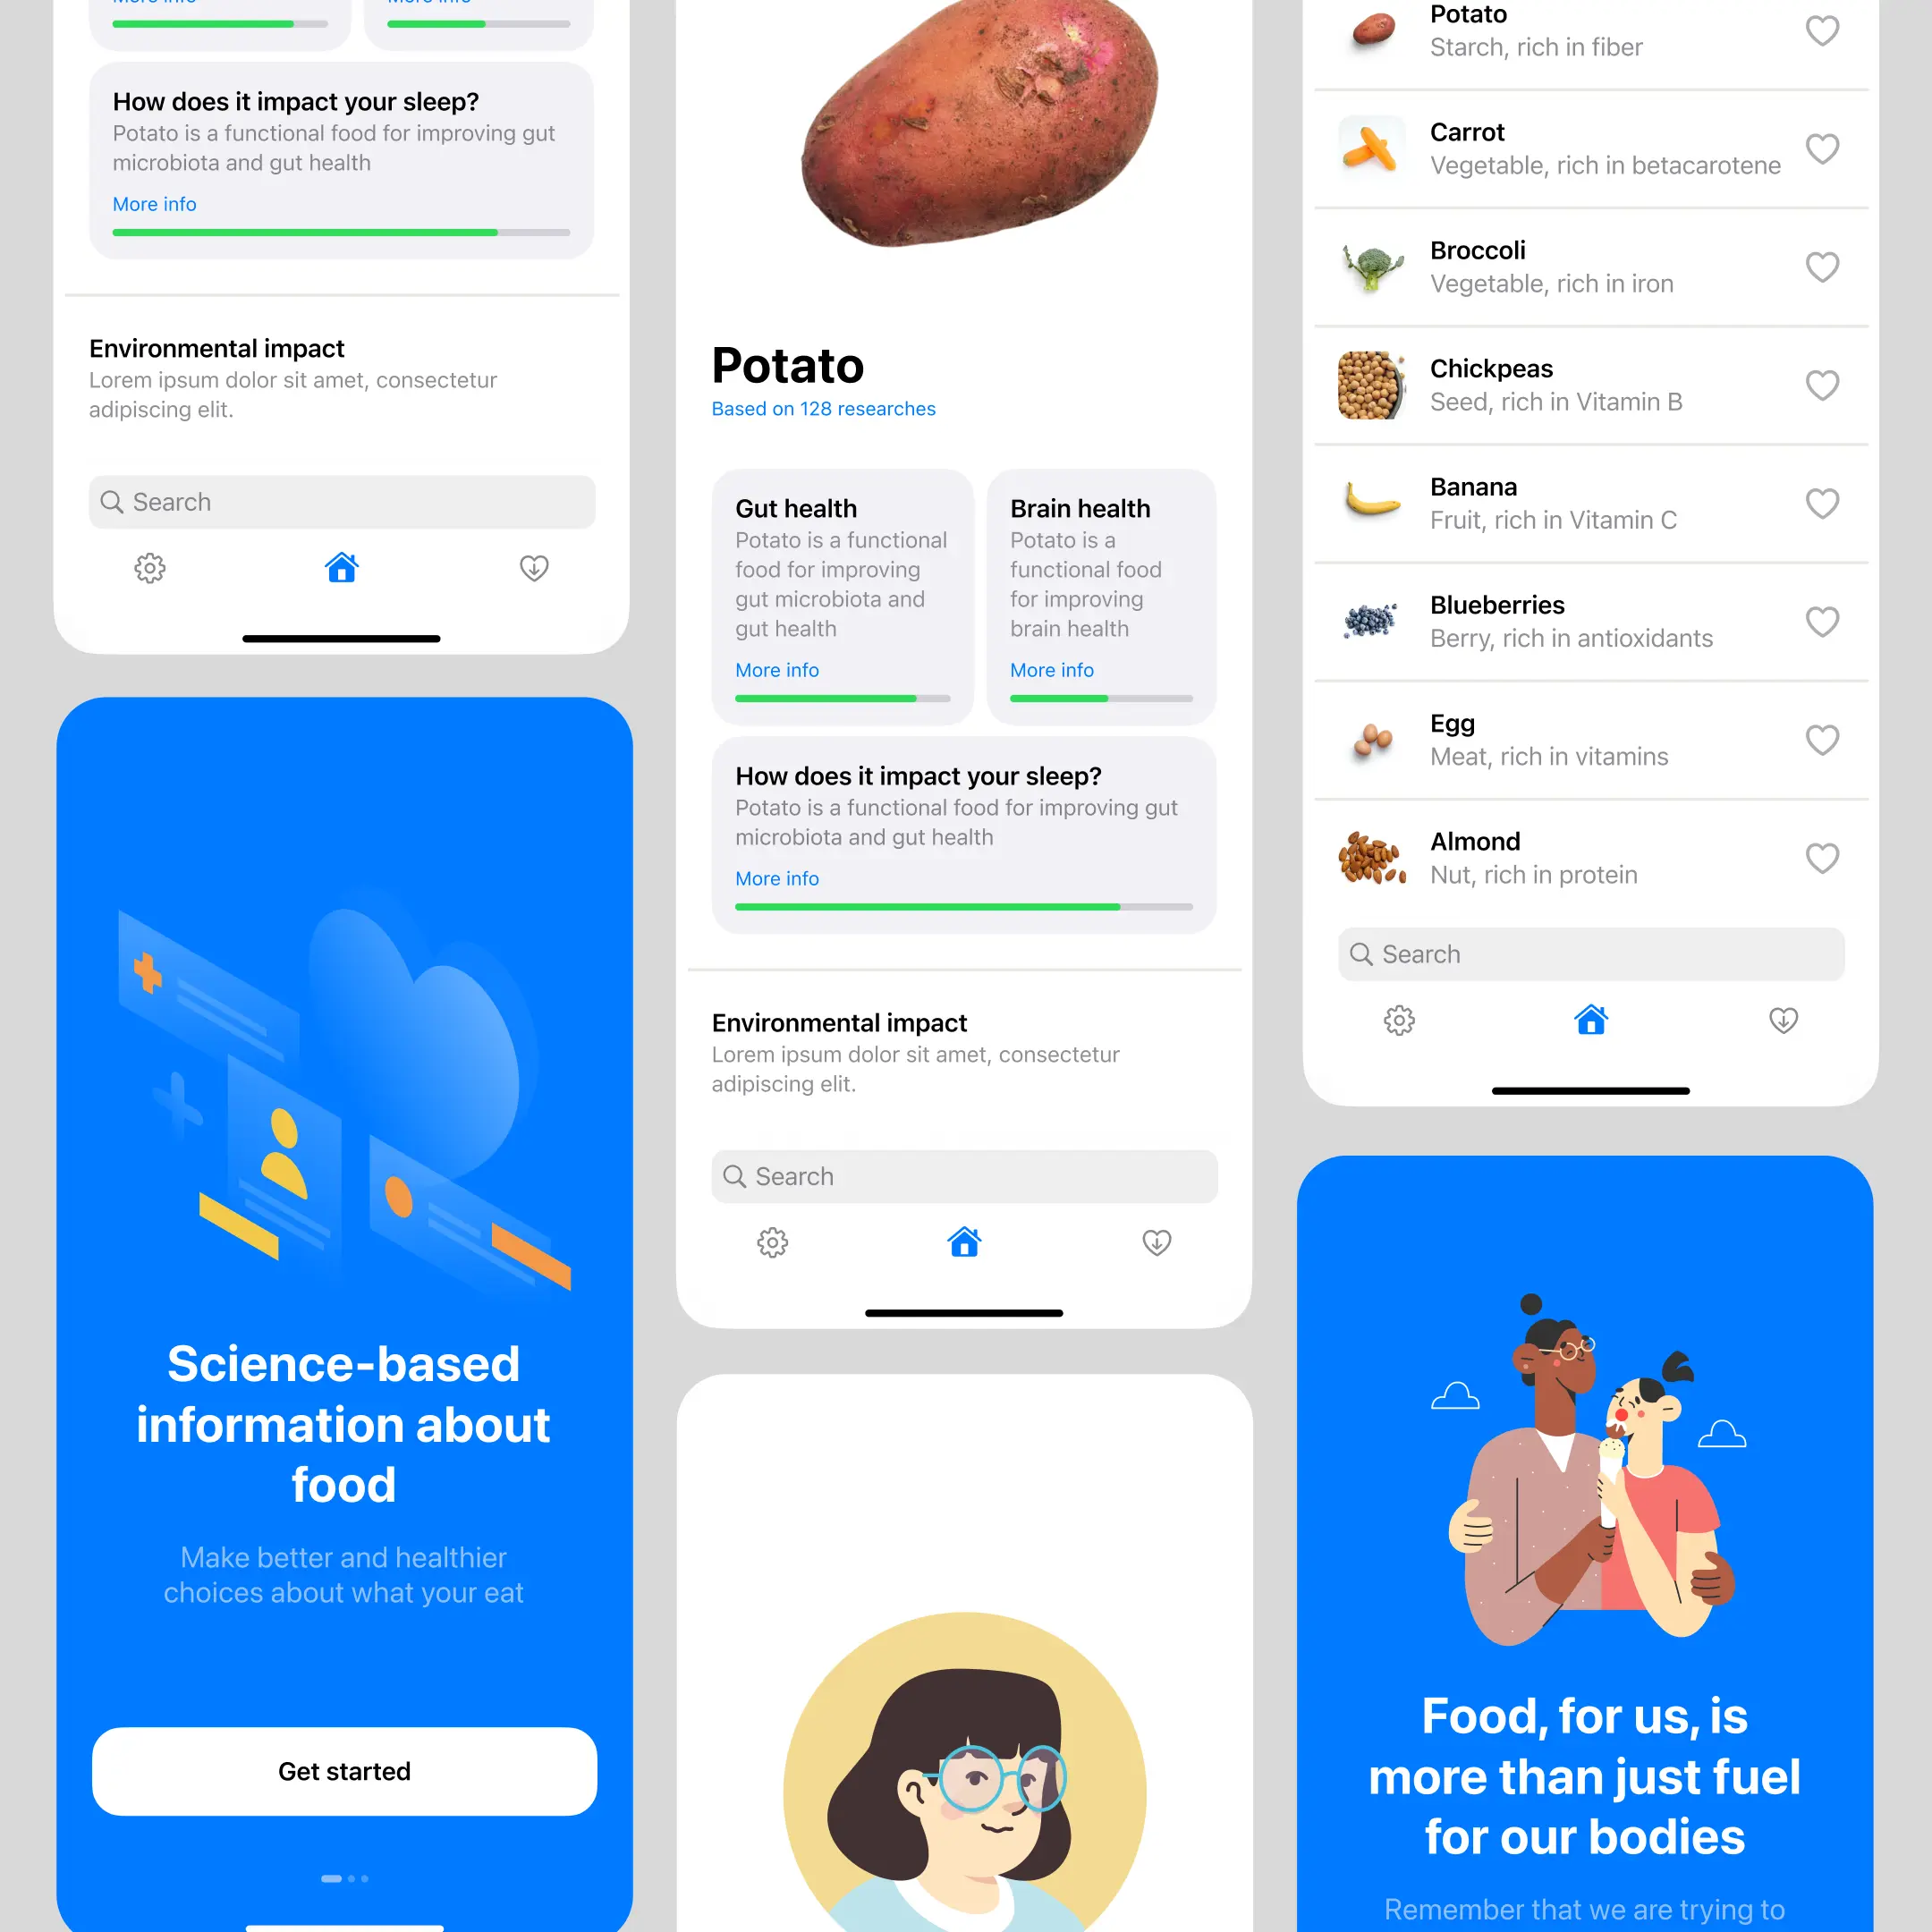 More info
More info
How does it impact your sleep?
Potato is a functional food for improving gut
microbiota and gut health
More info
Environmental impact
Lorem ipsum dolor sit amet, consectetur
adipiscing elit.
Search
Science-based
information about
food
Make better and healthier
choices about what your eat
Get started
Potato
Based on 128 researches
Gut health
Potato is a functional
food for improving
gut microbiota and
gut health
More info
Brain health
Potato is a
functional food
for improving
brain health
More info
How does it impact your sleep?
Potato is a functional food for improving gut
microbiota and gut health
More info
Environmental impact
Lorem ipsum dolor sit amet, consectetur
adipiscing elit.
Search
Potato
Starch, rich in fiber
Carrot
Vegetable, rich in betacarotene
Broccoli
Vegetable, rich in iron
Chickpeas
Seed, rich in Vitamin B
Banana
Fruit, rich in Vitamin C
Blueberries
Berry, rich in antioxidants
Egg
Meat, rich in vitamins
Almond
Nut, rich in protein
Search
Food, for us, is
more than just fuel
for our bodies
Remember that we are trying to